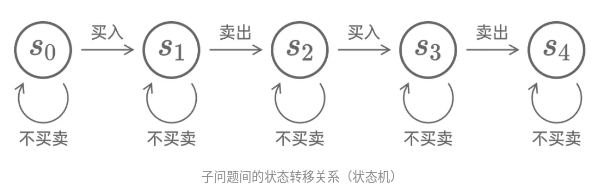 买入 卖出 买入 卖出
s0 s1 s2 s3 s4
不买卖 不买卖 不买卖 不买卖 不买卖
子问题间的状态转移关系（状态机）